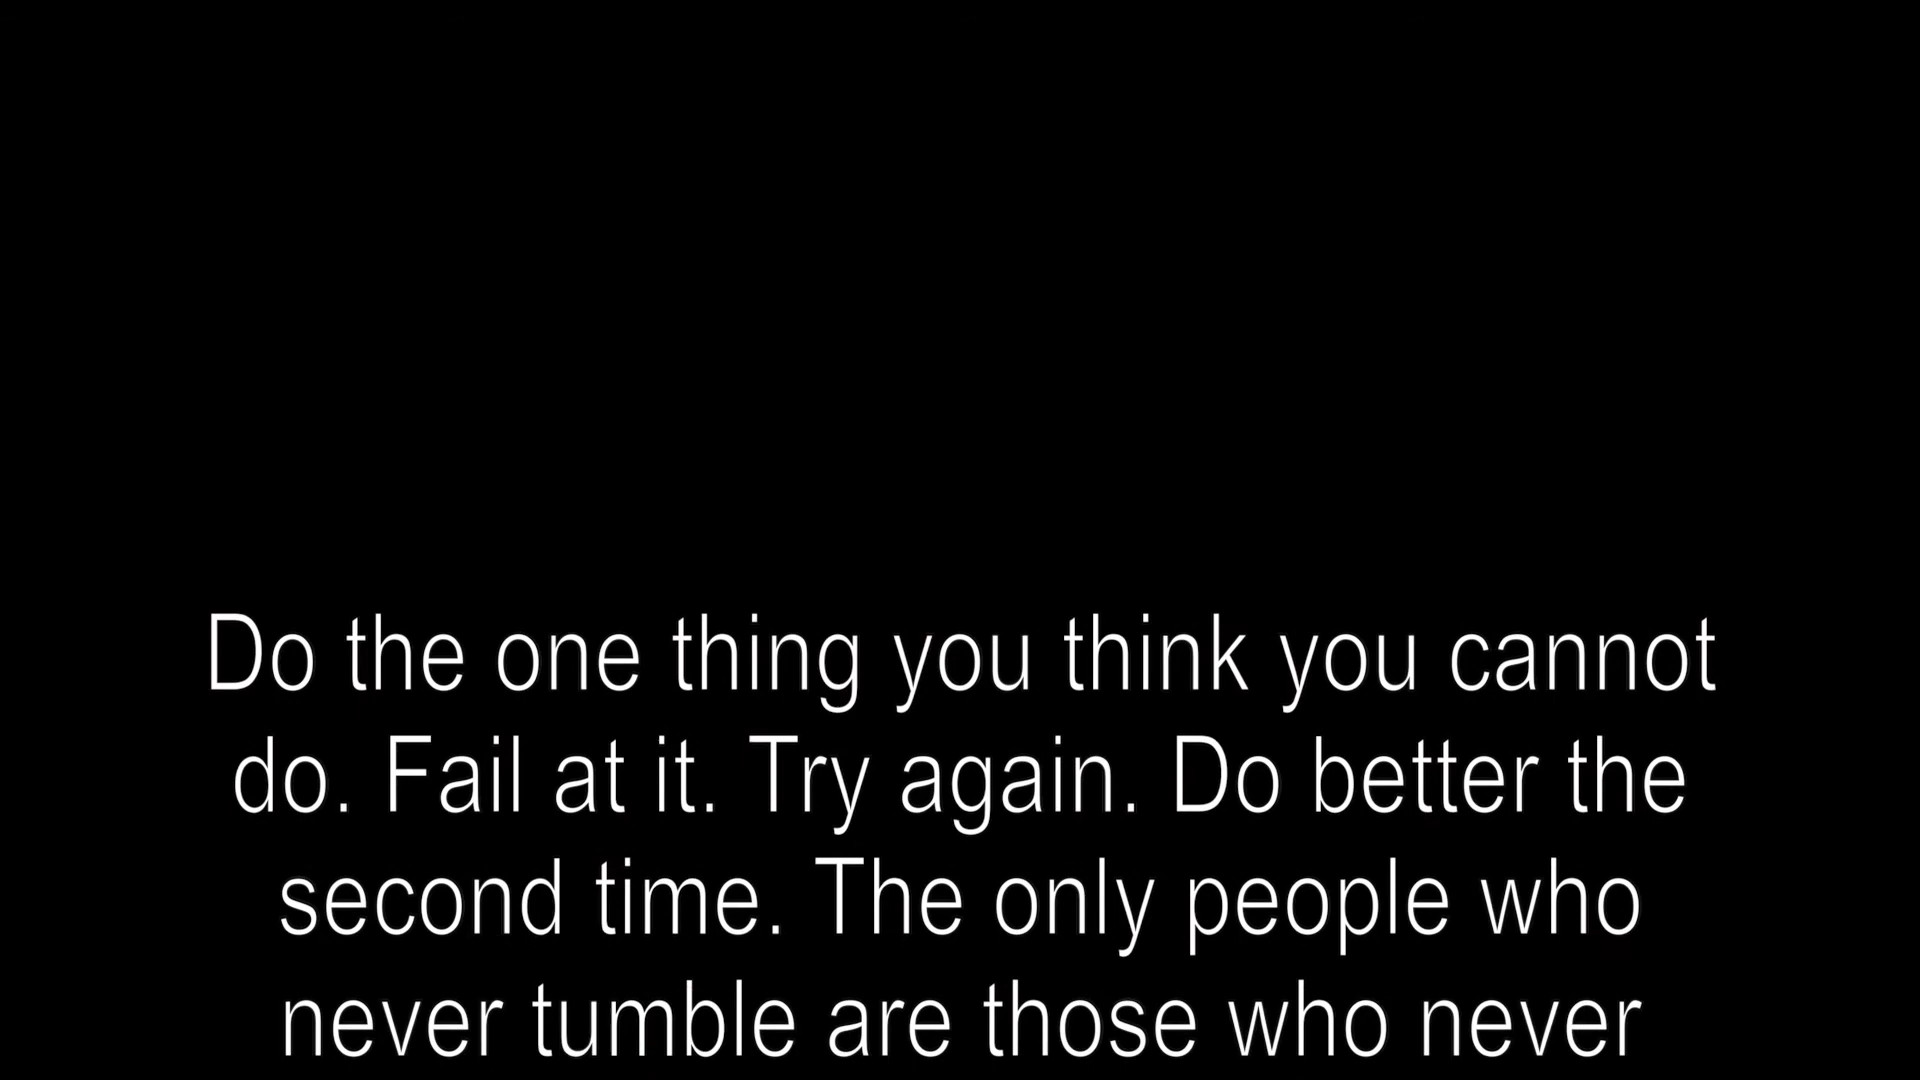 Do the one thing you think you cannot
do. Fail at it. Try again. Do better the
second time. The only people who
never tumble are those who never